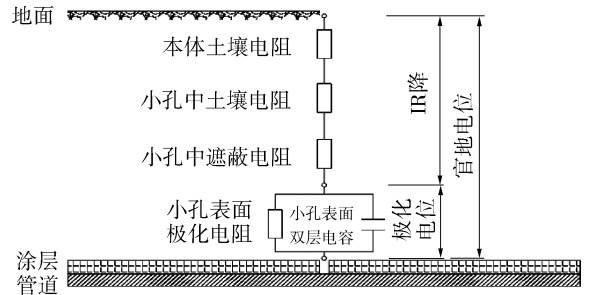 地面
本体土壤电阻
小孔中土壤电阻
小孔中遮蔽电阻
小孔表面
极化电阻
小孔表面
双层电容
IR降
极化
电位
官地电位
涂层
管道